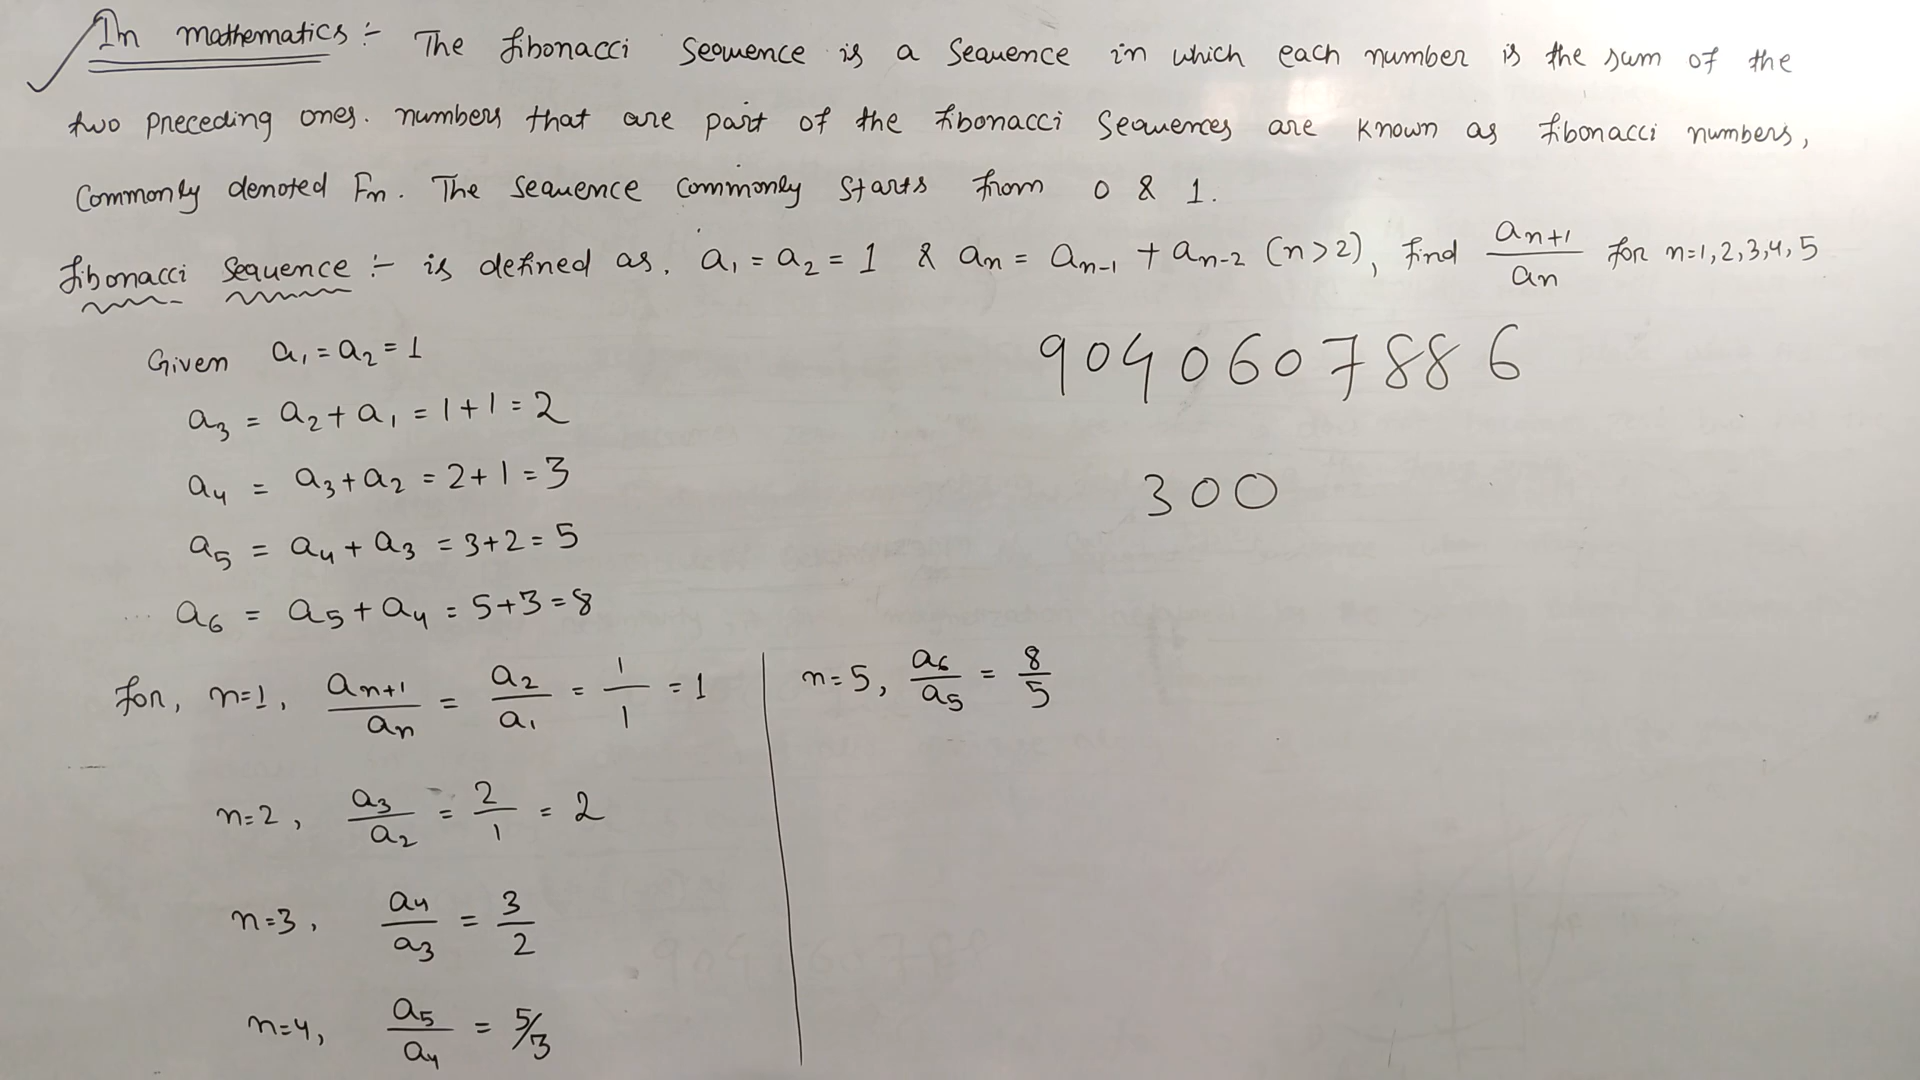 In mathematics :- The fibonacci sequence is a sequence in which each number is the sum of the
two preceding ones. numbers that are part of the fibonacci sequences are known as fibonacci numbers,
Commonly denoted Fn. The sequence commonly starts from 0 & 1.
fibonacci sequence :- is defined as, a₁ = a₂ = 1 & an = an-1 + an-2 (n>2), find an+1/an for n=1,2,3,4,5
Given a₁ = a₂ = 1
a₃ = a₂ + a₁ = 1+1 = 2
a₄ = a₃ + a₂ = 2+1 = 3
a₅ = a₄ + a₃ = 3+2 = 5
a₆ = a₅ + a₄ = 5+3 = 8
9040607886
300
for, n=1, an+1/an = a₂/a₁ = 1/1 = 1
n=2, a₃/a₂ = 2/1 = 2
n=3, a₄/a₃ = 3/2
n=4, a₅/a₄ = 5/3
n=5, a₆/a₅ = 8/5